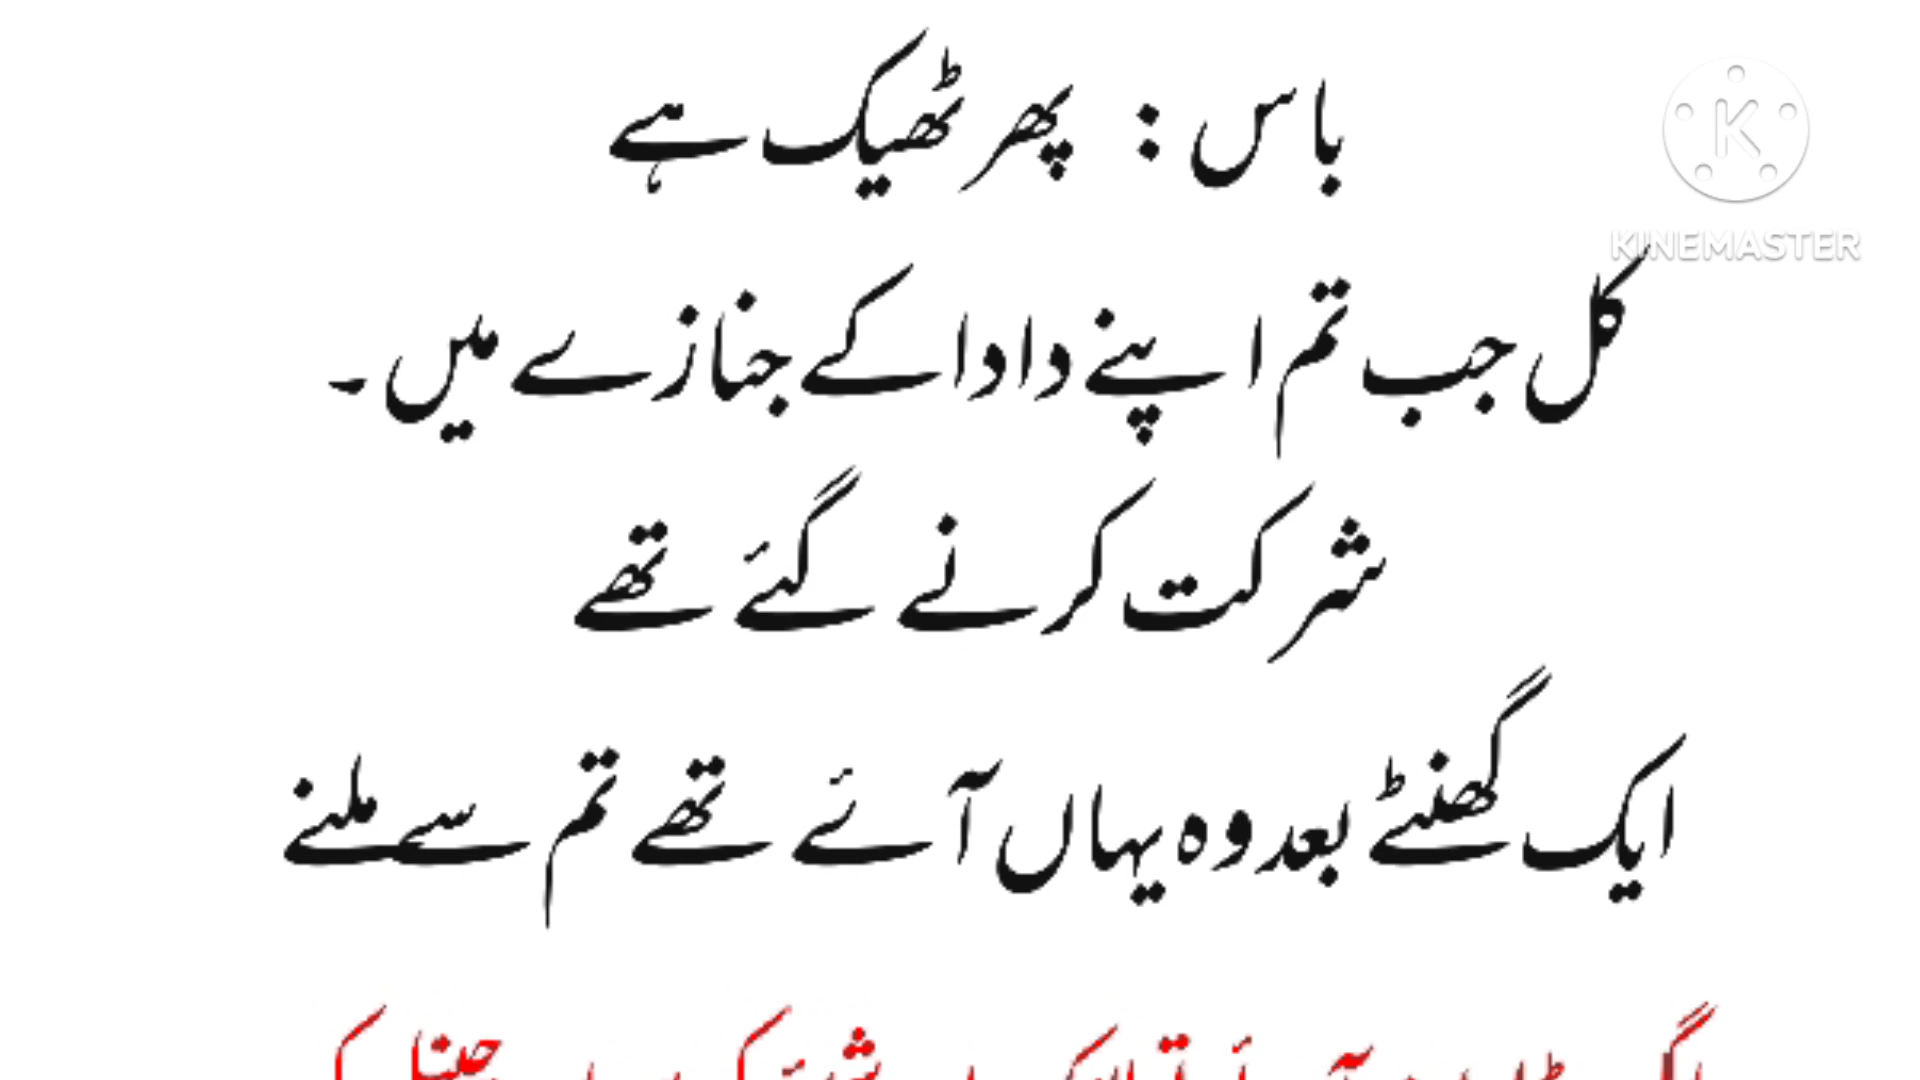 باس : پھر ٹھیک ہے
KINEMASTER
کل جب تم اپنے دادا کے جنازے میں ۔
شرکت کرنے گئے تھے
ایک گھنٹے بعد وہ یہاں آئے تھے تم سے ملنے